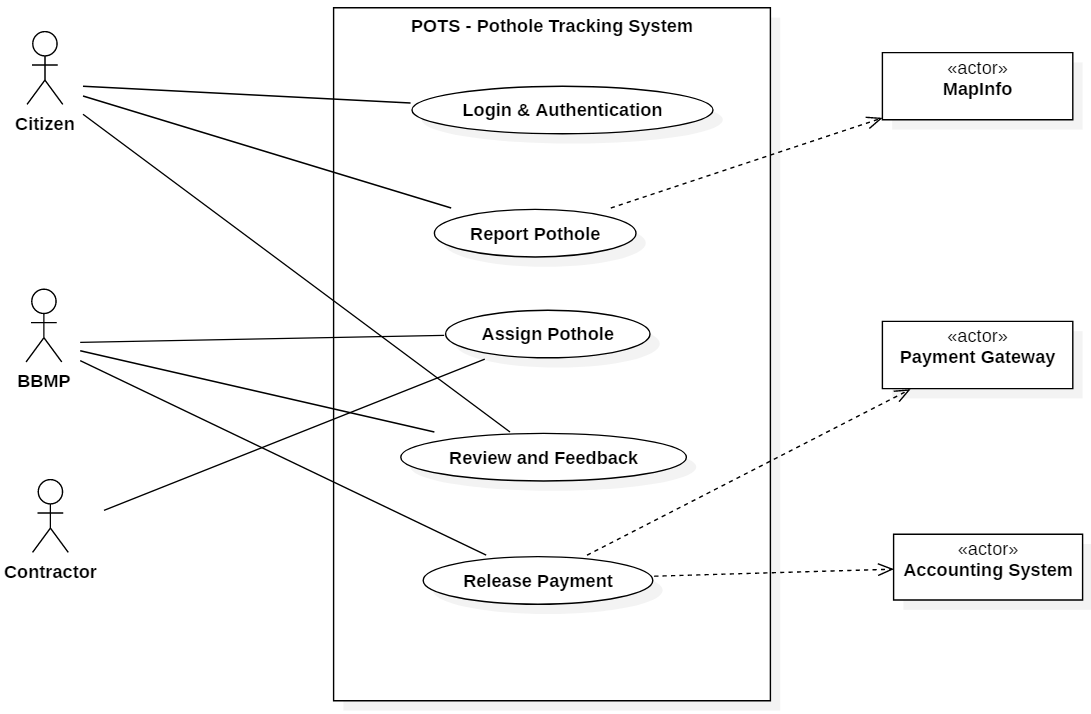 POTS - Pothole Tracking System
Citizen
BBMP
Contractor
Login & Authentication
Report Pothole
Assign Pothole
Review and Feedback
Release Payment
«actor»
MapInfo
«actor»
Payment Gateway
«actor»
Accounting System